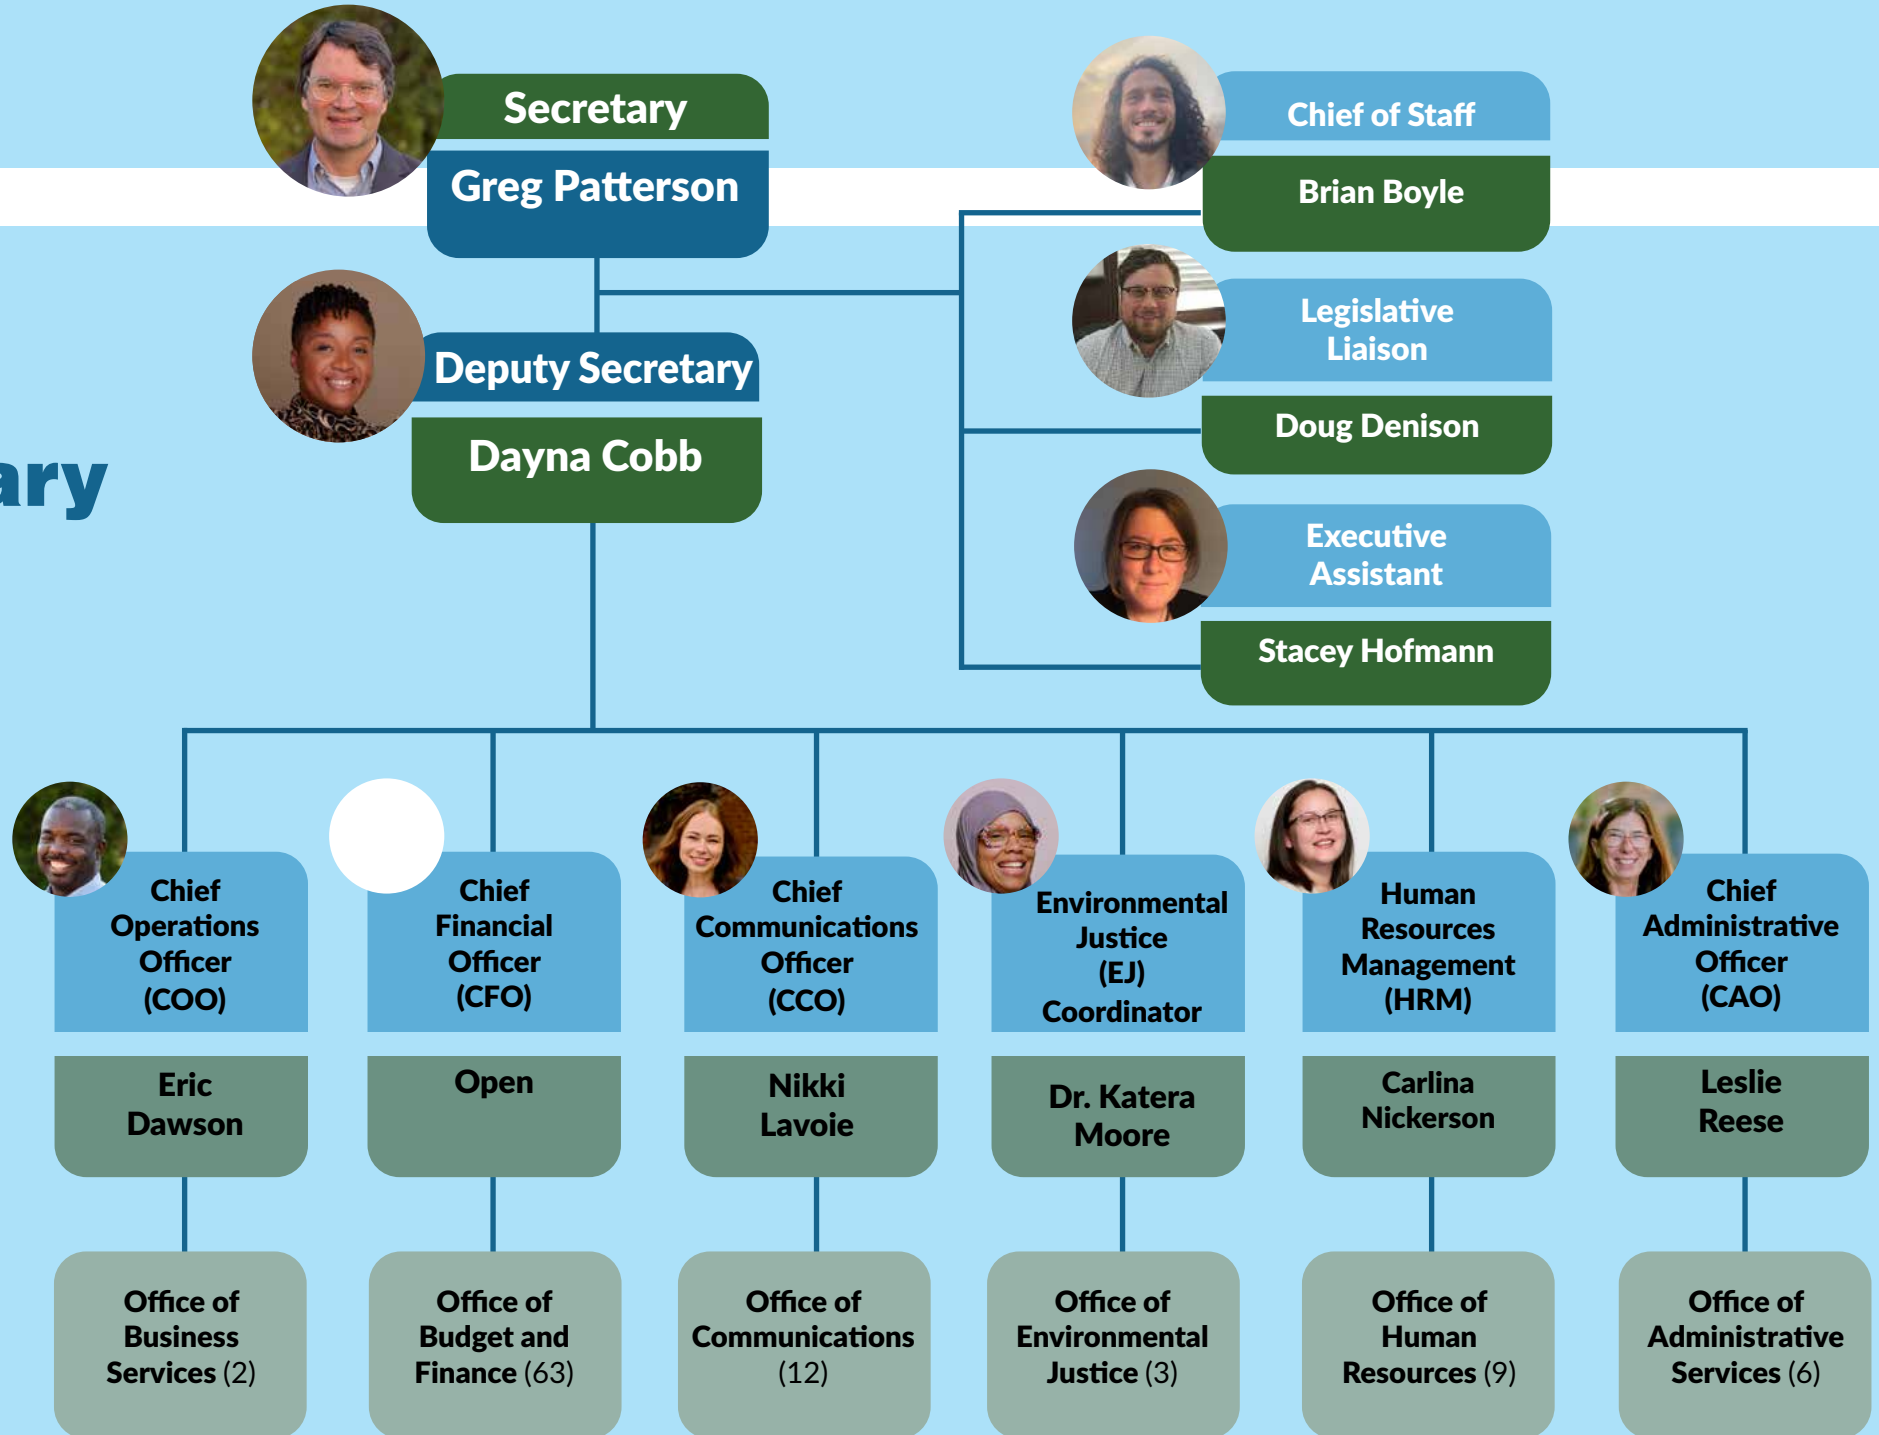 Secretary
Greg Patterson
Chief of Staff
Brian Boyle
Legislative
Liaison
Doug Denison
Deputy Secretary
Dayna Cobb
ary
Executive
Assistant
Stacey Hofmann
Chief
Operations
Officer
(COO)
Eric
Dawson
Office of
Business
Services (2)
Chief
Financial
Officer
(CFO)
Open
Office of
Budget and
Finance (63)
Chief
Communications
Officer
(CCO)
Nikki
Lavoie
Office of
Communications
(12)
Environmental
Justice
(EJ)
Coordinator
Dr. Katera
Moore
Office of
Environmental
Justice (3)
Human
Resources
Management
(HRM)
Carlina
Nickerson
Office of
Human
Resources (9)
Chief
Administrative
Officer
(CAO)
Leslie
Reese
Office of
Administrative
Services (6)